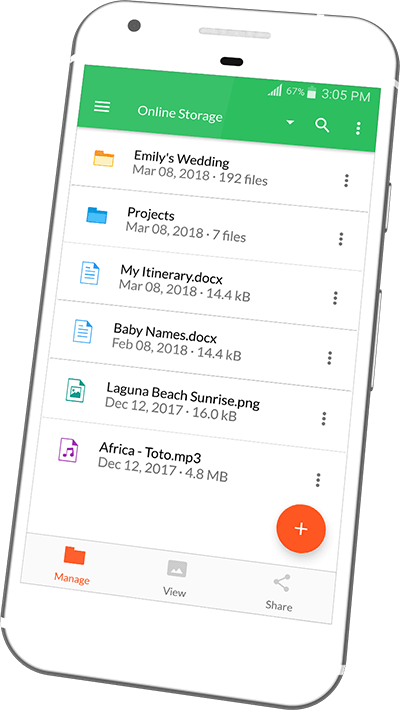 67% 3:05 PM
Online Storage
Emily's Wedding
Mar 08, 2018 · 192 files
Projects
Mar 08, 2018 · 7 files
My Itinerary.docx
Mar 08, 2018 · 14.4 kB
Baby Names.docx
Feb 08, 2018 · 14.4 kB
Laguna Beach Sunrise.png
Dec 12, 2017 · 16.0 kB
Africa - Toto.mp3
Dec 12, 2017 · 4.8 MB
Manage
View
Share